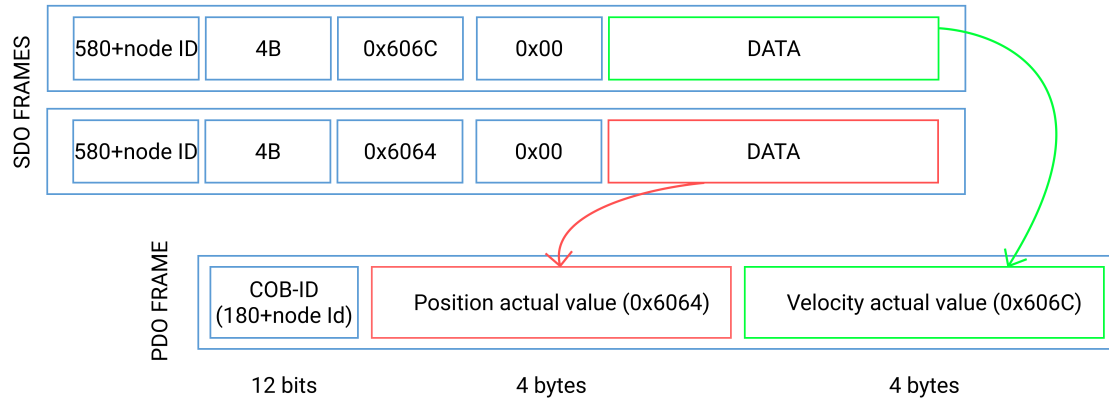 SDO FRAMES
580+node ID 4B 0x606C 0x00 DATA
580+node ID 4B 0x6064 0x00 DATA
PDO FRAME
COB-ID
(180+node Id)
Position actual value (0x6064)
Velocity actual value (0x606C)
12 bits 4 bytes 4 bytes